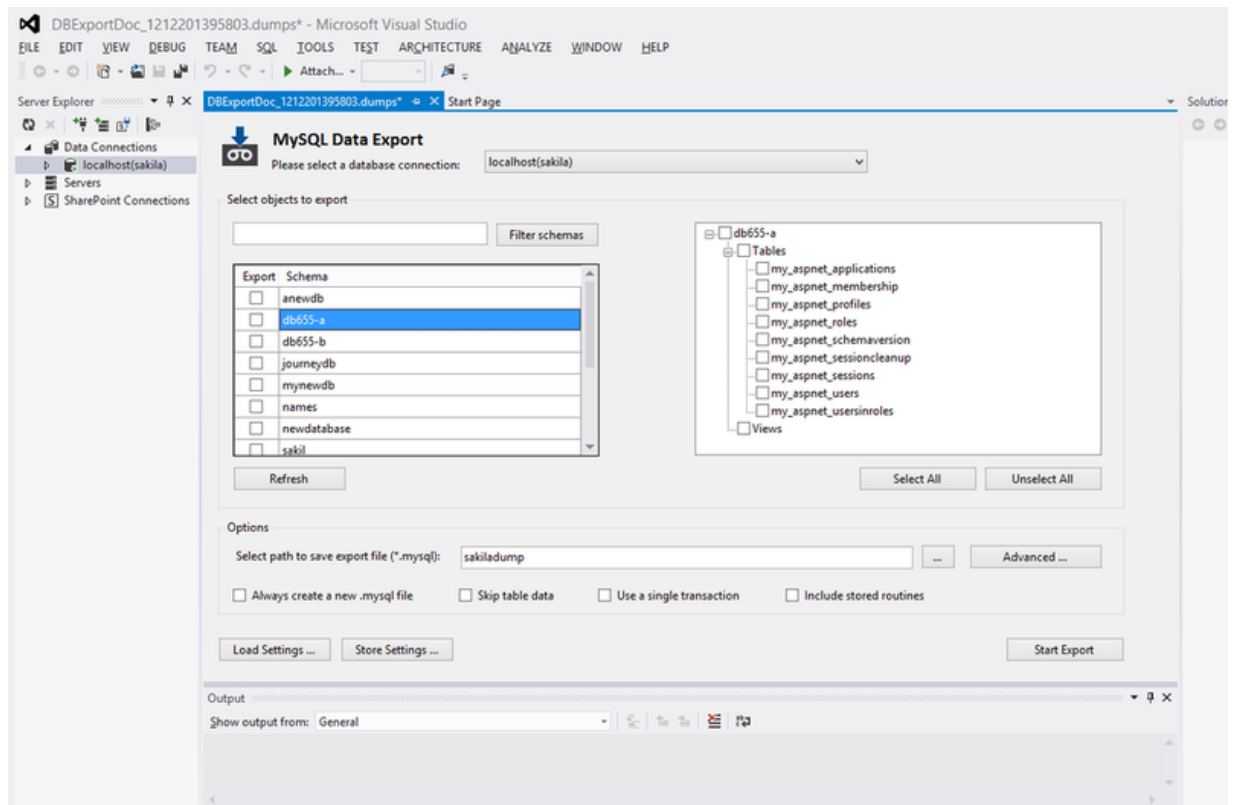 DBExportDoc_1212201395803.dumps* - Microsoft Visual Studio
FILE EDIT VIEW DEBUG TEAM SQL TOOLS TEST ARCHITECTURE ANALYZE WINDOW HELP
Attach...
Server Explorer
DBExportDoc_1212201395803.dumps* Start Page
Solution
Data Connections
localhost(sakila)
Servers
SharePoint Connections
MySQL Data Export
Please select a database connection: localhost(sakila)
Select objects to export
Filter schemas
Export Schema
anewdb
db655-a
db655-b
journeydb
mynewdb
names
newdatabase
sakil
db655-a
Tables
my_aspnet_applications
my_aspnet_membership
my_aspnet_profiles
my_aspnet_roles
my_aspnet_schemaversion
my_aspnet_sessioncleanup
my_aspnet_sessions
my_aspnet_users
my_aspnet_usersinroles
Views
Refresh
Select All Unselect All
Options
Select path to save export file (*.mysql): sakiladump ... Advanced ...
Always create a new .mysql file Skip table data Use a single transaction Include stored routines
Load Settings ... Store Settings ... Start Export
Output
Show output from: General